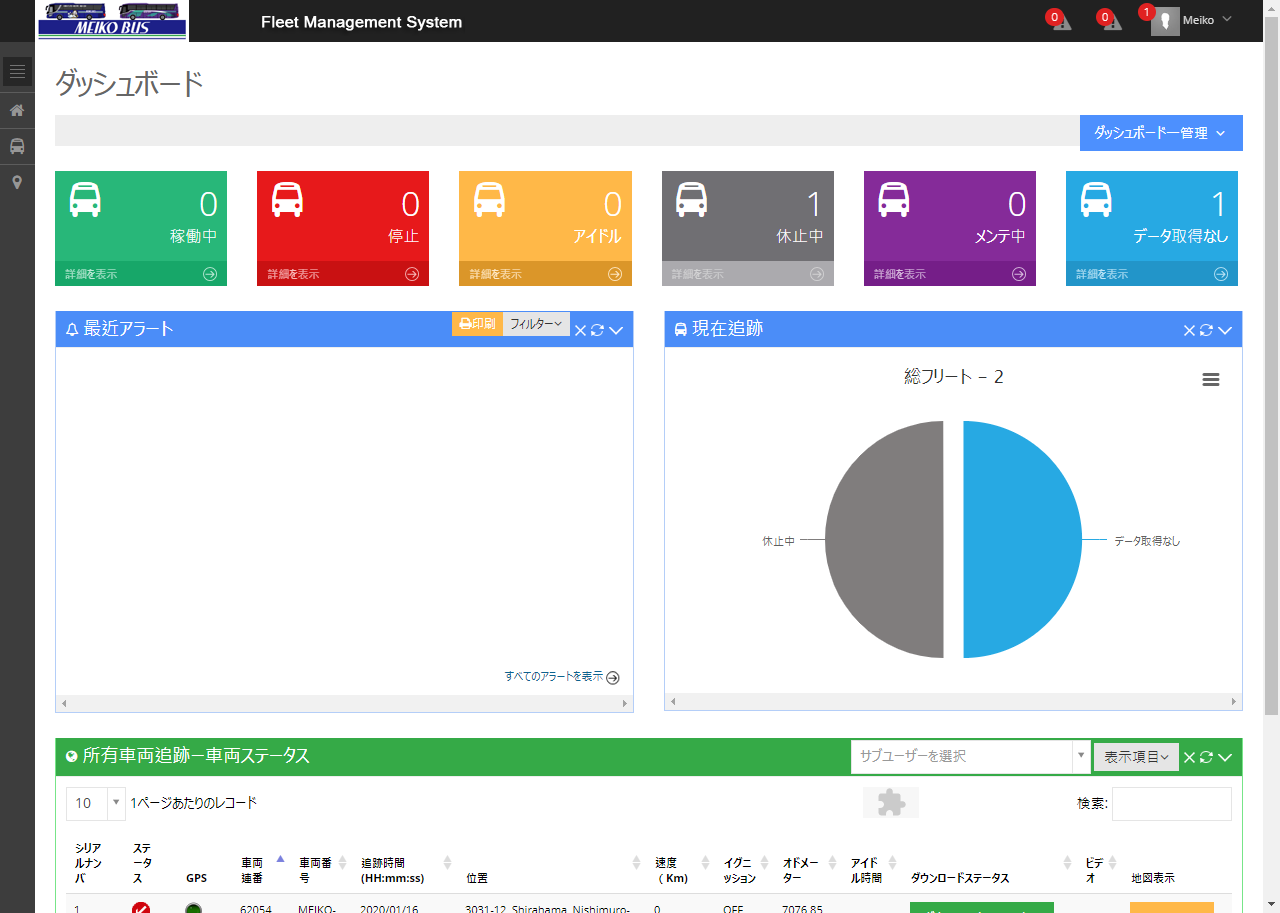 MEIKO BUS
Fleet Management System
0
0
1
Meiko
ダッシュボード
ダッシュボードー管理
0
稼働中
詳細を表示
0
停止
詳細を表示
0
アイドル
詳細を表示
1
休止中
詳細を表示
0
メンテ中
詳細を表示
1
データ取得なし
詳細を表示
最近アラート
印刷
フィルター
すべてのアラートを表示
現在追跡
総フリート － 2
休止中
データ取得なし
所有車両追跡ー車両ステータス
サブユーザーを選択
表示項目
10
1ページあたりのレコード
検索:
シリア
ルナン
バ
ステ
ータ
ス
GPS
車両
連番
車両番
号
追跡時間
(HH:mm:ss)
位置
速度
( Km)
イグニ
ッション
オドメー
ター
アイド
ル時間
ダウンロードステータス
ビデ
オ
地図表示
1
62054
MEIKO-
2020/01/16
3031-12, Shirahama, Nishimuro-
0
OFF
7076.85